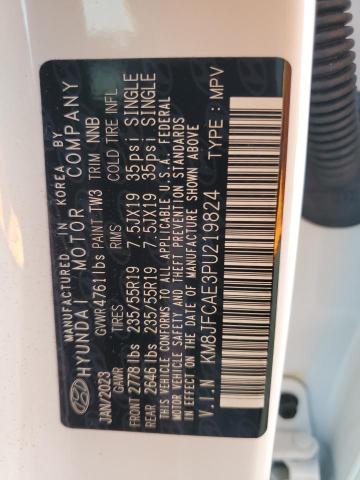 MANUFACTURED IN KOREA BY
HYUNDAI MOTOR COMPANY
JAN/2023 GVWR4761lbs PAINT TW3 TRIM NNB
GAWR TIRES RIMS COLD TIRE INFL
FRONT 2778lbs 235/55R19 7.5JX19 35psi SINGLE
REAR 2646lbs 235/55R19 7.5JX19 35psi SINGLE
THIS VEHICLE CONFORMS TO ALL APPLICABLE U.S.A. FEDERAL
MOTOR VEHICLE SAFETY, BUMPER, AND THEFT PREVENTION STANDARDS
IN EFFECT ON THE DATE OF MANUFACTURE SHOWN ABOVE
V.I.N : KM8JFCAE3PU219824 TYPE : MPV